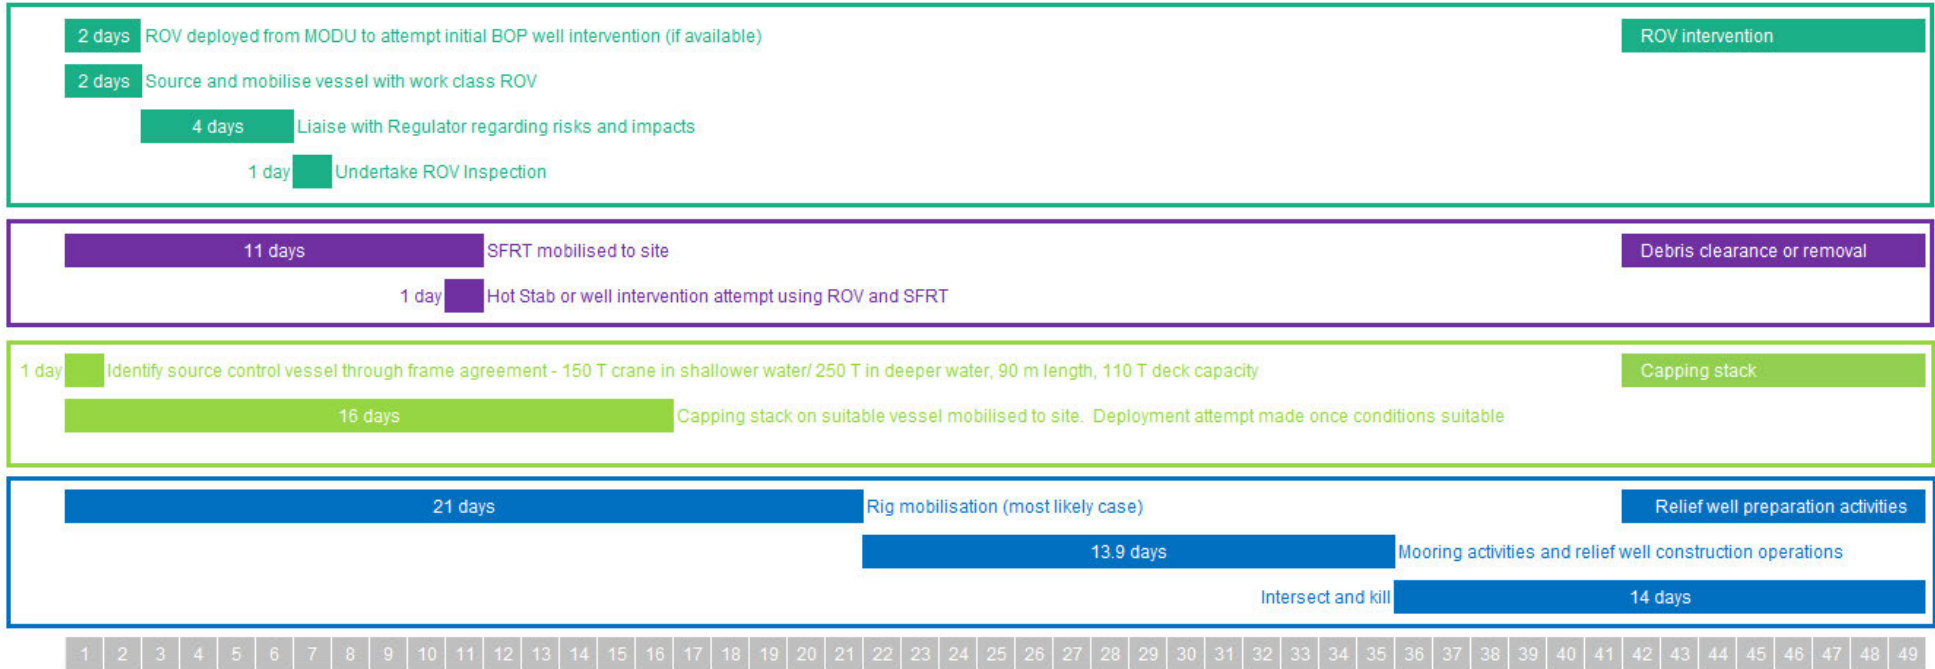 2 days ROV deployed from MODU to attempt initial BOP well intervention (if available) ROV intervention
2 days Source and mobilise vessel with work class ROV
4 days Liaise with Regulator regarding risks and impacts
1 day Undertake ROV Inspection
11 days SFRT mobilised to site Debris clearance or removal
1 day Hot Stab or well intervention attempt using ROV and SFRT
1 day Identify source control vessel through frame agreement - 150 T crane in shallower water/ 250 T in deeper water, 90 m length, 110 T deck capacity Capping stack
16 days Capping stack on suitable vessel mobilised to site. Deployment attempt made once conditions suitable
21 days Rig mobilisation (most likely case) Relief well preparation activities
13.9 days Mooring activities and relief well construction operations
Intersect and kill 14 days
1 2 3 4 5 6 7 8 9 10 11 12 13 14 15 16 17 18 19 20 21 22 23 24 25 26 27 28 29 30 31 32 33 34 35 36 37 38 39 40 41 42 43 44 45 46 47 48 49